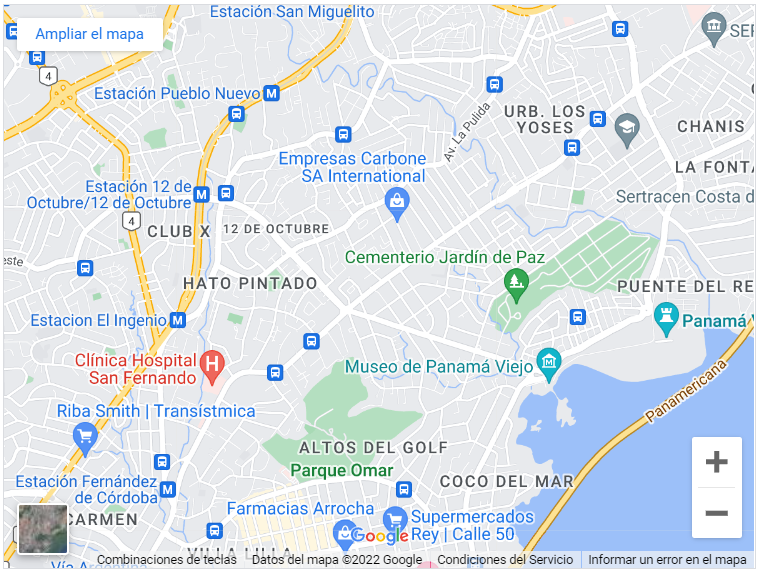 Estación San Miguelito
Ampliar el mapa
4
Estación Pueblo Nuevo
M
Av. La Pulida
URB. LOS
YOSES
CHANIS
Empresas Carbone
SA International
LA FONTA
Estación 12 de
Octubre/12 de Octubre
M
Sertracen Costa d
4
CLUB X
12 DE OCTUBRE
Cementerio Jardín de Paz
este
HATO PINTADO
PUENTE DEL RE
Estacion El Ingenio
M
Panamá V
Clínica Hospital
San Fernando
H
Museo de Panamá Viejo
M
Panamericana
Riba Smith | Transístmica
ALTOS DEL GOLF
Parque Omar
Estación Fernández
de Córdoba
M
COCO DEL MAR
CARMEN
Farmacias Arrocha
Supermercados
Rey | Calle 50
Google
VILLA LILLA
Vía Argentina
Combinaciones de teclas
Datos del mapa ©2022 Google
Condiciones del Servicio
Informar un error en el mapa